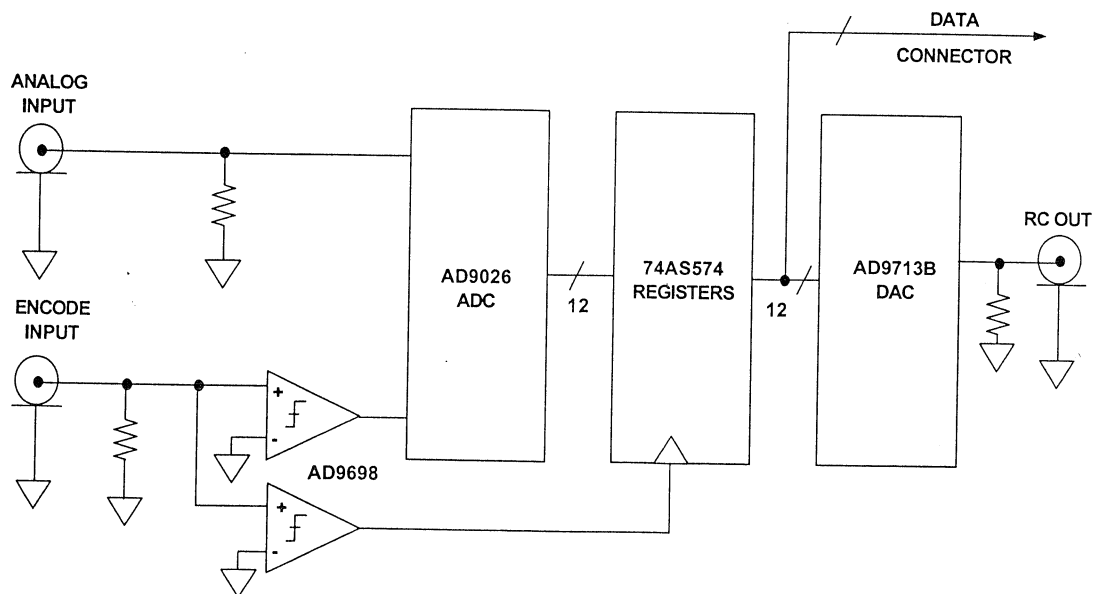 DATA
CONNECTOR
ANALOG
INPUT
AD9026
ADC
12
74AS574
REGISTERS
12
AD9713B
DAC
RC OUT
ENCODE
INPUT
+
-
AD9698
+
-